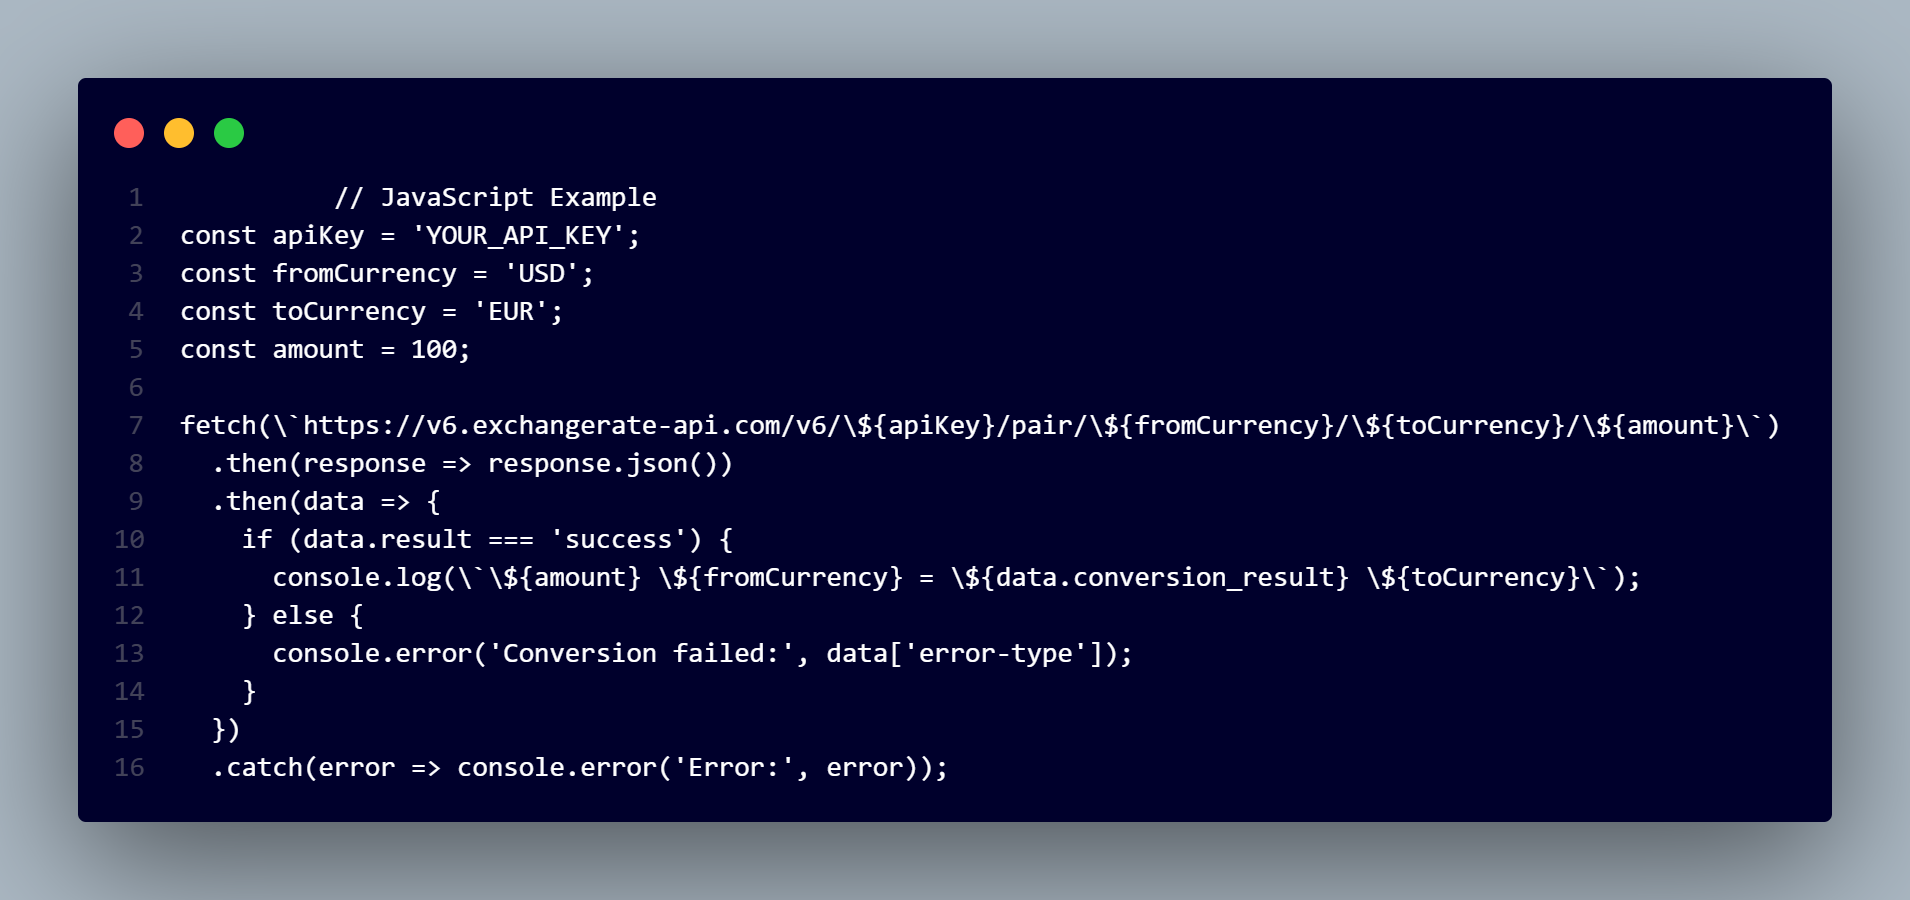 1 // JavaScript Example
2 const apiKey = 'YOUR_API_KEY';
3 const fromCurrency = 'USD';
4 const toCurrency = 'EUR';
5 const amount = 100;
6
7 fetch(\`https://v6.exchangerate-api.com/v6/\${apiKey}/pair/\${fromCurrency}/\${toCurrency}/\${amount}\`)
8 .then(response => response.json())
9 .then(data => {
10 if (data.result === 'success') {
11 console.log(\`\${amount} \${fromCurrency} = \${data.conversion_result} \${toCurrency}\`);
12 } else {
13 console.error('Conversion failed:', data['error-type']);
14 }
15 })
16 .catch(error => console.error('Error:', error));